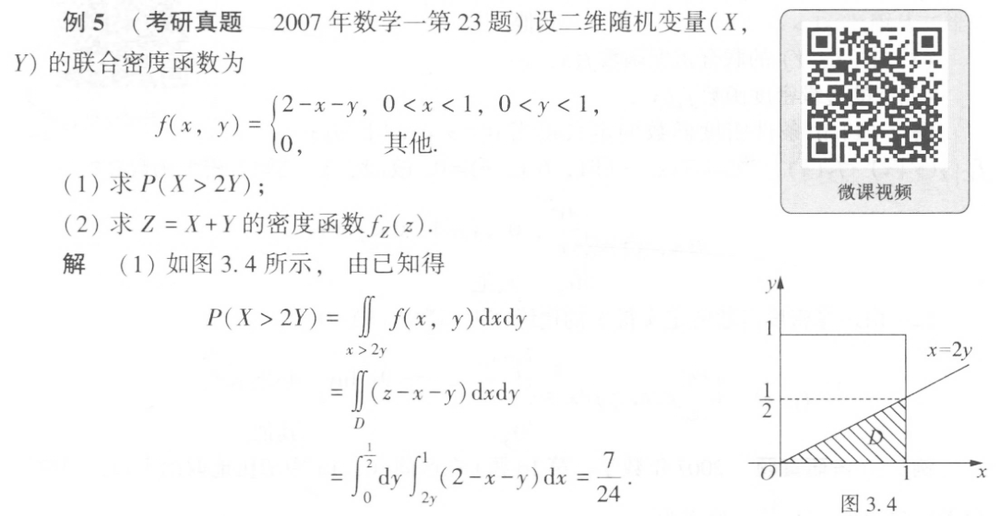 例 5 (考研真题 2007 年数学一第 23 题) 设二维随机变量(X,
Y) 的联合密度函数为
f(x, y) = {2-x-y, 0<x<1, 0<y<1,
0, 其他.
(1) 求 P(X>2Y);
(2) 求 Z=X+Y 的密度函数 f_Z(z).
解 (1) 如图 3.4 所示, 由已知得
P(X>2Y) = ∬_{x>2y} f(x, y)dxdy
= ∬_D (z-x-y)dxdy
= ∫_0^{1/2} dy ∫_{2y}^1 (2-x-y)dx = 7/24.
微课视频
y
1
x=2y
1/2
D
O 1 x
图 3.4